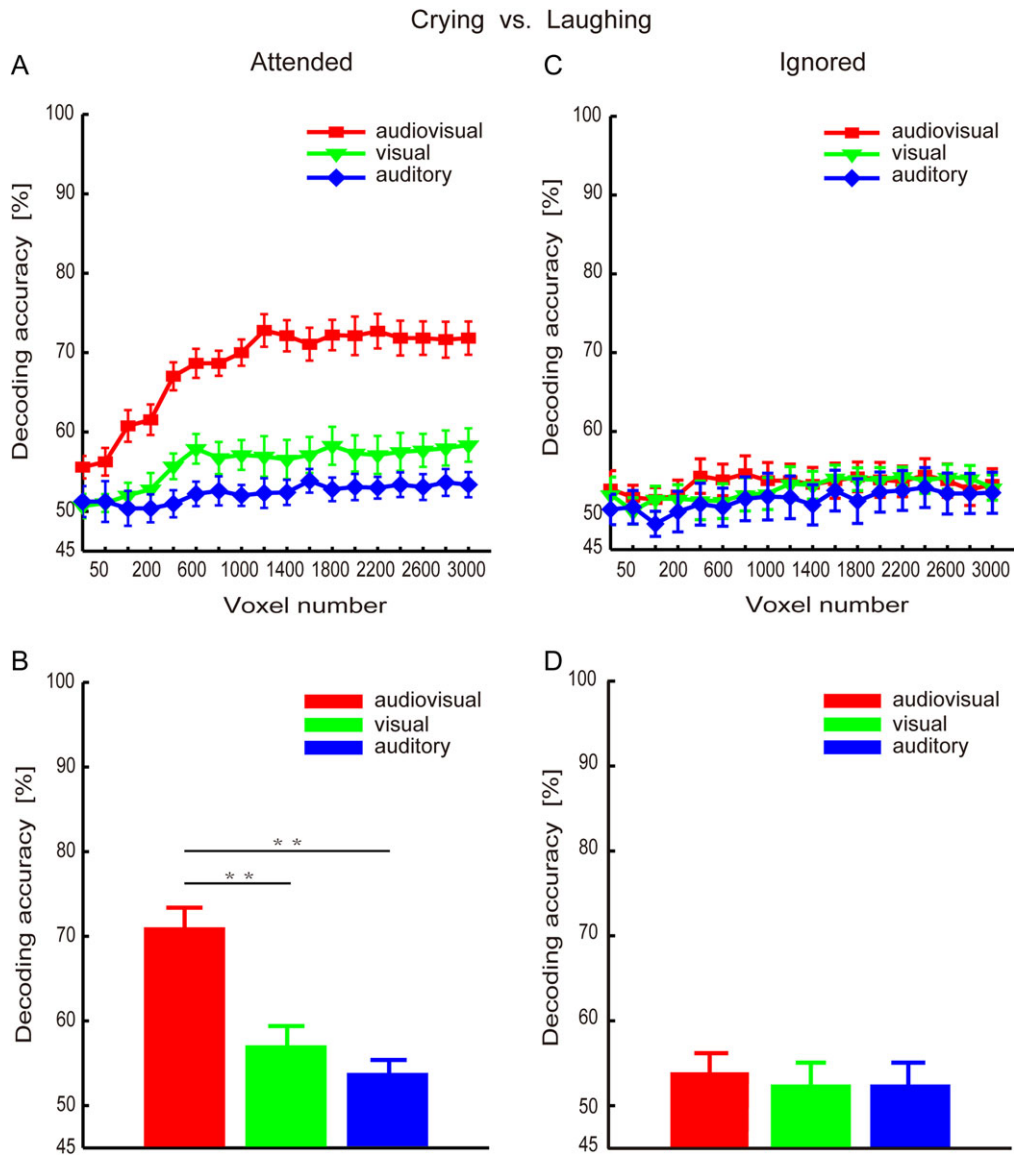 Crying vs. Laughing
A
Attended
100
90
80
70
60
50
45
Decoding accuracy [%]
audiovisual
visual
auditory
50 200 600 1000 1400 1800 2200 2600 3000
Voxel number
C
Ignored
100
90
80
70
60
50
45
Decoding accuracy [%]
audiovisual
visual
auditory
50 200 600 1000 1400 1800 2200 2600 3000
Voxel number
B
100
90
80
70
60
50
45
Decoding accuracy [%]
audiovisual
visual
auditory
* *
* *
D
100
90
80
70
60
50
45
Decoding accuracy [%]
audiovisual
visual
auditory